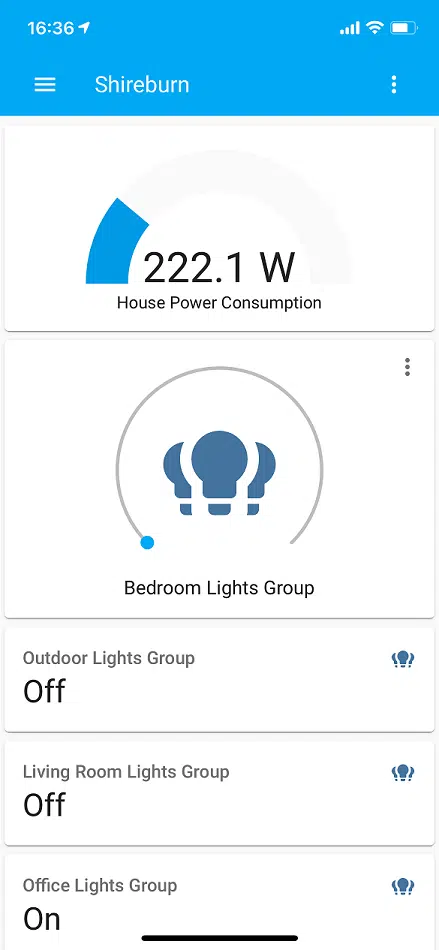 16:36
Shireburn
222.1 W
House Power Consumption
Bedroom Lights Group
Outdoor Lights Group
Off
Living Room Lights Group
Off
Office Lights Group
On